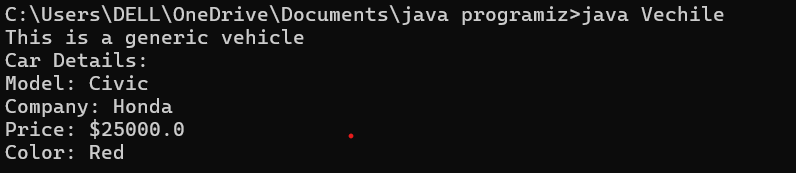 C:\Users\DELL\OneDrive\Documents\java programiz>java Vechile
This is a generic vehicle
Car Details:
Model: Civic
Company: Honda
Price: $25000.0
Color: Red